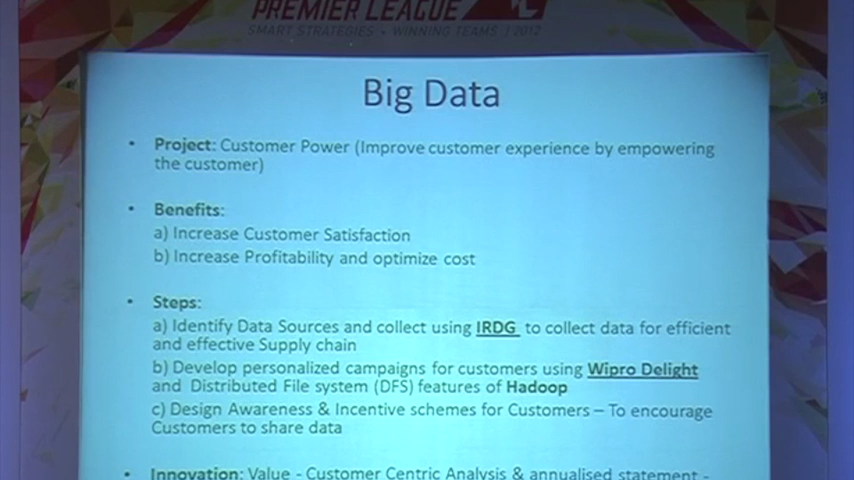 PREMIER LEAGUE
SMART STRATEGIES • WINNING TEAMS | 2012
Big Data
• Project: Customer Power (Improve customer experience by empowering
the customer)
• Benefits:
a) Increase Customer Satisfaction
b) Increase Profitability and optimize cost
• Steps:
a) Identify Data Sources and collect using IRDG to collect data for efficient
and effective Supply chain
b) Develop personalized campaigns for customers using Wipro Delight
and Distributed File system (DFS) features of Hadoop
c) Design Awareness & Incentive schemes for Customers – To encourage
Customers to share data
• Innovation: Value - Customer Centric Analysis & annualised statement -